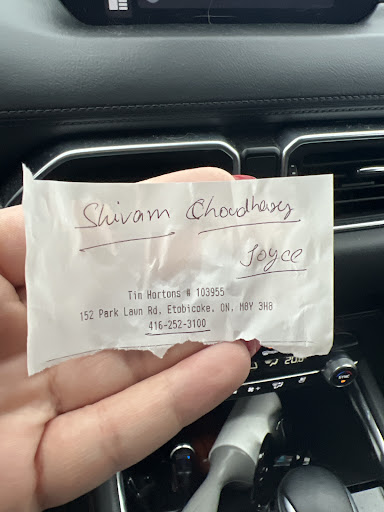 Shivam Choudhary
Joyce
Tim Hortons # 103955
152 Park Lawn Rd, Etobicoke, ON, M8Y 3H8
416-252-3100